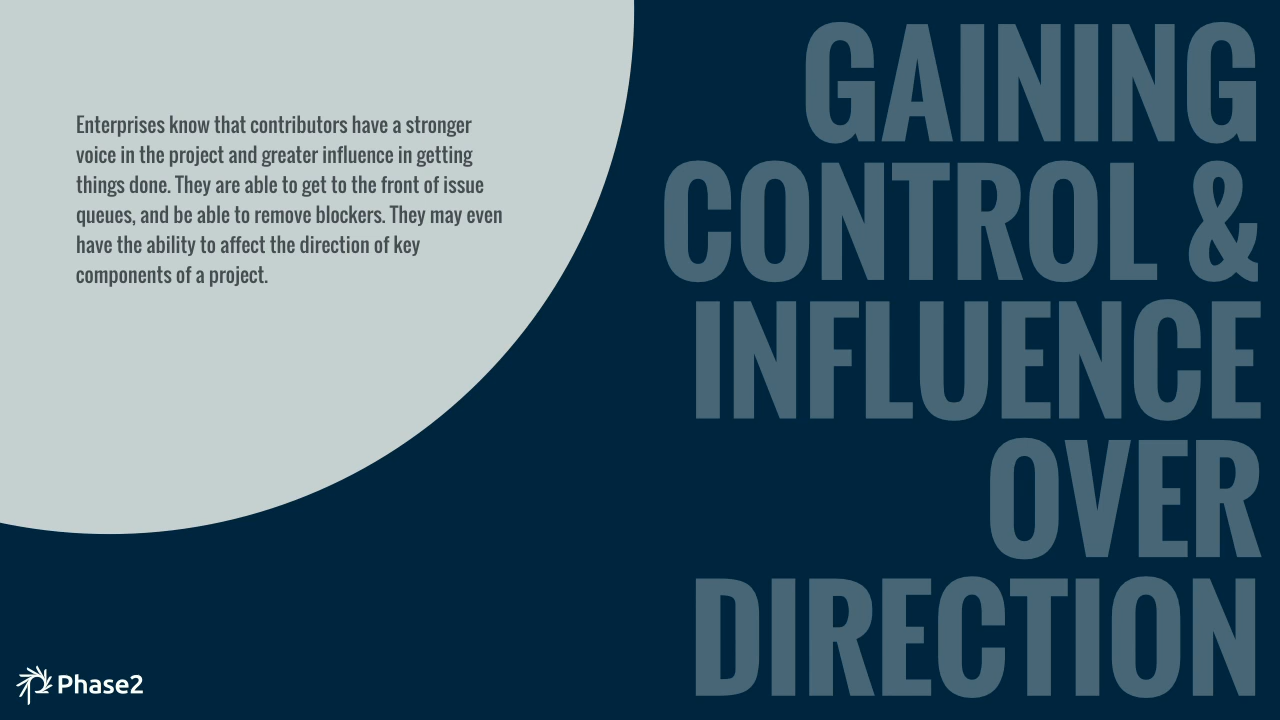 Enterprises know that contributors have a stronger
voice in the project and greater influence in getting
things done. They are able to get to the front of issue
queues, and be able to remove blockers. They may even
have the ability to affect the direction of key
components of a project.
GAINING
CONTROL &
INFLUENCE
OVER
DIRECTION
Phase2